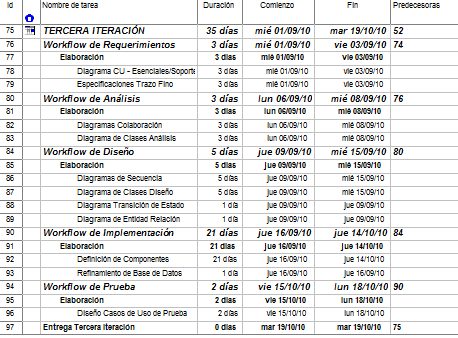 Id Nombre de tarea Duración Comienzo Fin Predecesoras
75 TERCERA ITERACIÓN 35 días mié 01/09/10 mar 19/10/10 52
76 Workflow de Requerimientos 3 días mié 01/09/10 vie 03/09/10 74
77 Elaboración 3 días mié 01/09/10 vie 03/09/10
78 Diagrama CU - Esenciales/Soporte 3 días mié 01/09/10 vie 03/09/10
79 Especificaciones Trazo Fino 3 días mié 01/09/10 vie 03/09/10
80 Workflow de Análisis 3 días lun 06/09/10 mié 08/09/10 76
81 Elaboración 3 días lun 06/09/10 mié 08/09/10
82 Diagramas Colaboración 3 días lun 06/09/10 mié 08/09/10
83 Diagrama de Clases Análisis 3 días lun 06/09/10 mié 08/09/10
84 Workflow de Diseño 5 días jue 09/09/10 mié 15/09/10 80
85 Elaboración 5 días jue 09/09/10 mié 15/09/10
86 Diagramas de Secuencia 5 días jue 09/09/10 mié 15/09/10
87 Diagrama de Clases Diseño 5 días jue 09/09/10 mié 15/09/10
88 Diagrama Transición de Estado 1 día jue 09/09/10 jue 09/09/10
89 Diagrama de Entidad Relación 1 día jue 09/09/10 jue 09/09/10
90 Workflow de Implementación 21 días jue 16/09/10 jue 14/10/10 84
91 Elaboración 21 días jue 16/09/10 jue 14/10/10
92 Definición de Componentes 21 días jue 16/09/10 jue 14/10/10
93 Refinamiento de Base de Datos 1 día jue 16/09/10 jue 16/09/10
94 Workflow de Prueba 2 días vie 15/10/10 lun 18/10/10 90
95 Elaboración 2 días vie 15/10/10 lun 18/10/10
96 Diseño Casos de Uso de Prueba 2 días vie 15/10/10 lun 18/10/10
97 Entrega Tercera Iteración 0 días mar 19/10/10 mar 19/10/10 75